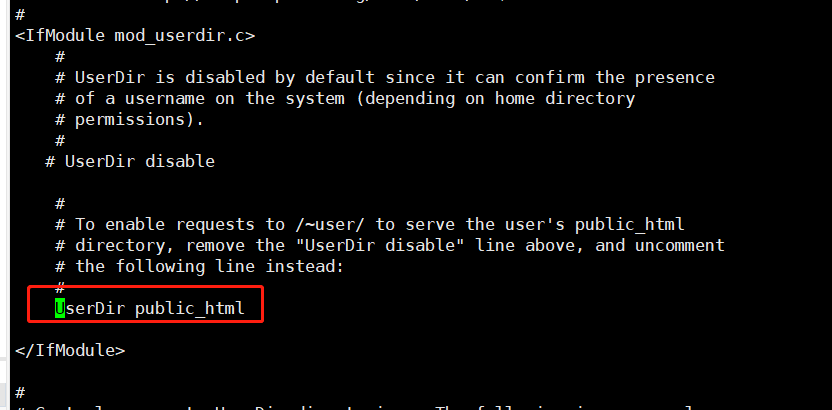 #
<IfModule mod_userdir.c>
#
# UserDir is disabled by default since it can confirm the presence
# of a username on the system (depending on home directory
# permissions).
#
# UserDir disable
#
# To enable requests to /~user/ to serve the user's public_html
# directory, remove the "UserDir disable" line above, and uncomment
# the following line instead:
#
UserDir public_html
</IfModule>
#